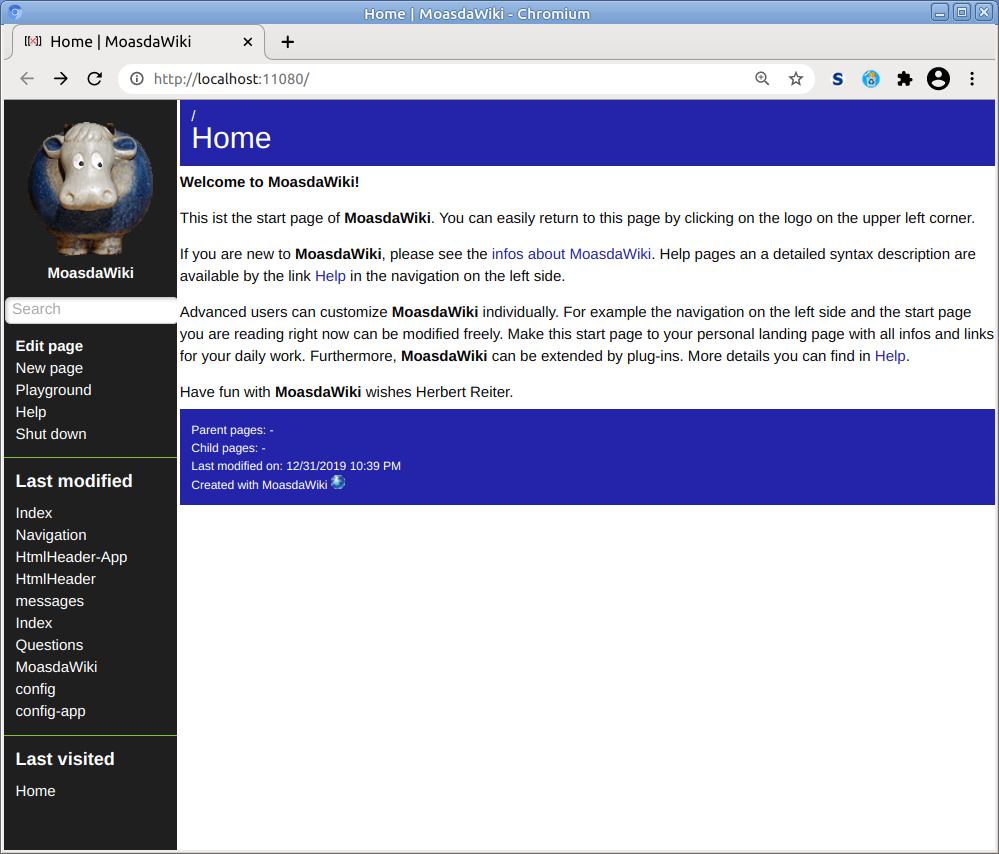 Home | MoasdaWiki - Chromium
[[✕]] Home | MoasdaWiki
http://localhost:11080/
S
MoasdaWiki
Search
Edit page
New page
Playground
Help
Shut down
Last modified
Index
Navigation
HtmlHeader-App
HtmlHeader
messages
Index
Questions
MoasdaWiki
config
config-app
Last visited
Home
/
Home
Welcome to MoasdaWiki!
This ist the start page of MoasdaWiki. You can easily return to this page by clicking on the logo on the upper left corner.
If you are new to MoasdaWiki, please see the infos about MoasdaWiki. Help pages an a detailed syntax description are
available by the link Help in the navigation on the left side.
Advanced users can customize MoasdaWiki individually. For example the navigation on the left side and the start page
you are reading right now can be modified freely. Make this start page to your personal landing page with all infos and links
for your daily work. Furthermore, MoasdaWiki can be extended by plug-ins. More details you can find in Help.
Have fun with MoasdaWiki wishes Herbert Reiter.
Parent pages: -
Child pages: -
Last modified on: 12/31/2019 10:39 PM
Created with MoasdaWiki